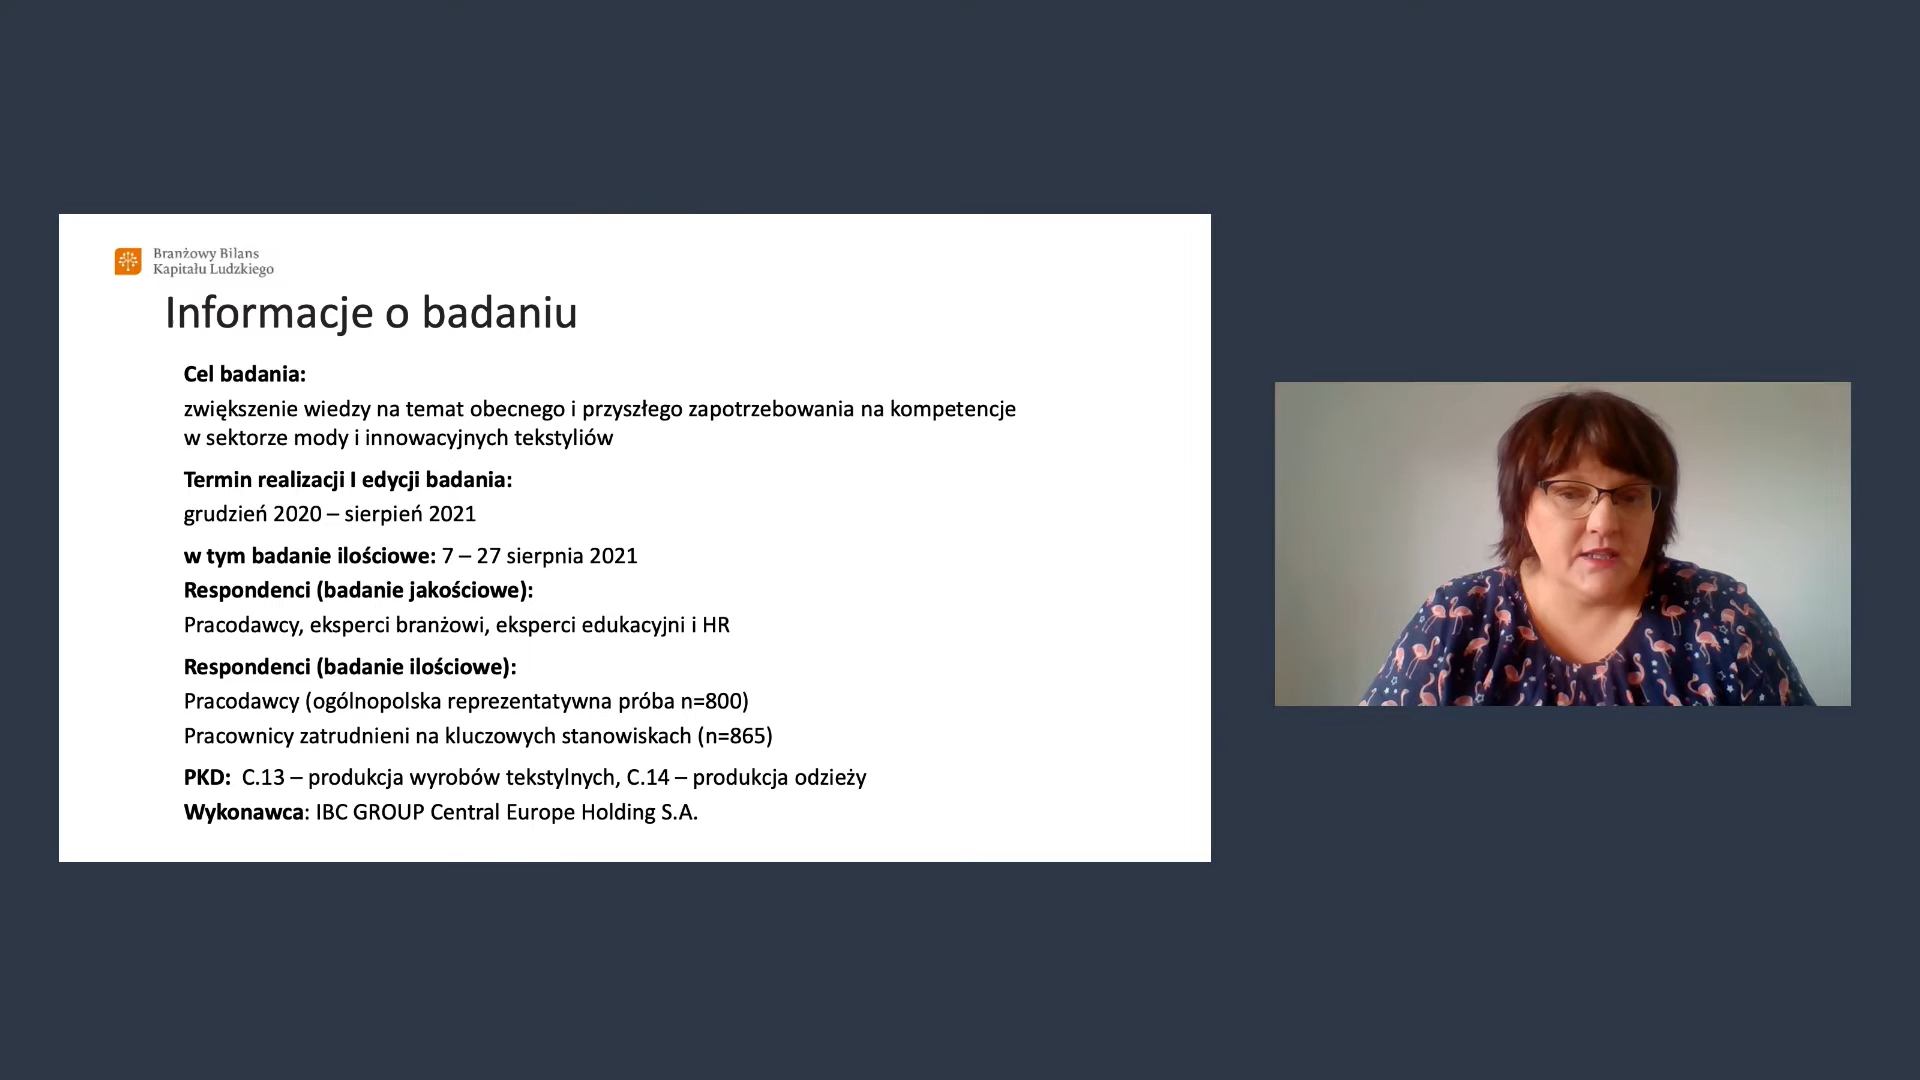 Branżowy Bilans
Kapitału Ludzkiego
Informacje o badaniu
Cel badania:
zwiększenie wiedzy na temat obecnego i przyszłego zapotrzebowania na kompetencje
w sektorze mody i innowacyjnych tekstyliów
Termin realizacji I edycji badania:
grudzień 2020 – sierpień 2021
w tym badanie ilościowe: 7 – 27 sierpnia 2021
Respondenci (badanie jakościowe):
Pracodawcy, eksperci branżowi, eksperci edukacyjni i HR
Respondenci (badanie ilościowe):
Pracodawcy (ogólnopolska reprezentatywna próba n=800)
Pracownicy zatrudnieni na kluczowych stanowiskach (n=865)
PKD: C.13 – produkcja wyrobów tekstylnych, C.14 – produkcja odzieży
Wykonawca: IBC GROUP Central Europe Holding S.A.